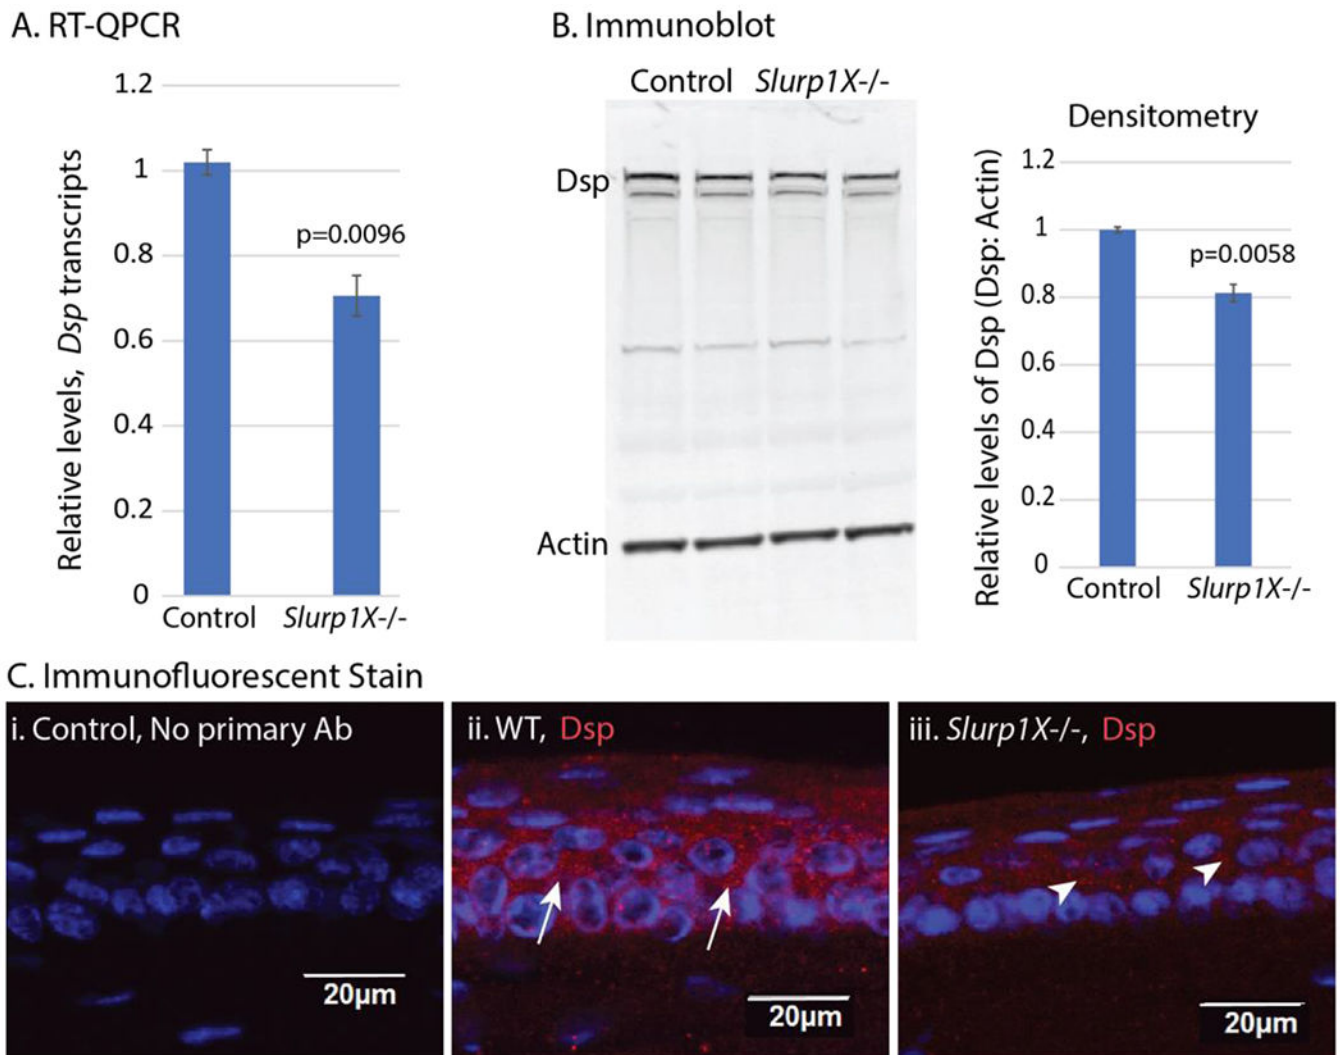 A. RT-QPCR
Relative levels, Dsp transcripts
1.2
1
0.8
0.6
0.4
0.2
0
p=0.0096
Control Slurp1X-/-
B. Immunoblot
Control Slurp1X-/-
Dsp
Actin
Densitometry
Relative levels of Dsp (Dsp: Actin)
1.2
1
0.8
0.6
0.4
0.2
0
p=0.0058
Control Slurp1X-/-
C. Immunofluorescent Stain
i. Control, No primary Ab
20µm
ii. WT, Dsp
20µm
iii. Slurp1X-/-, Dsp
20µm